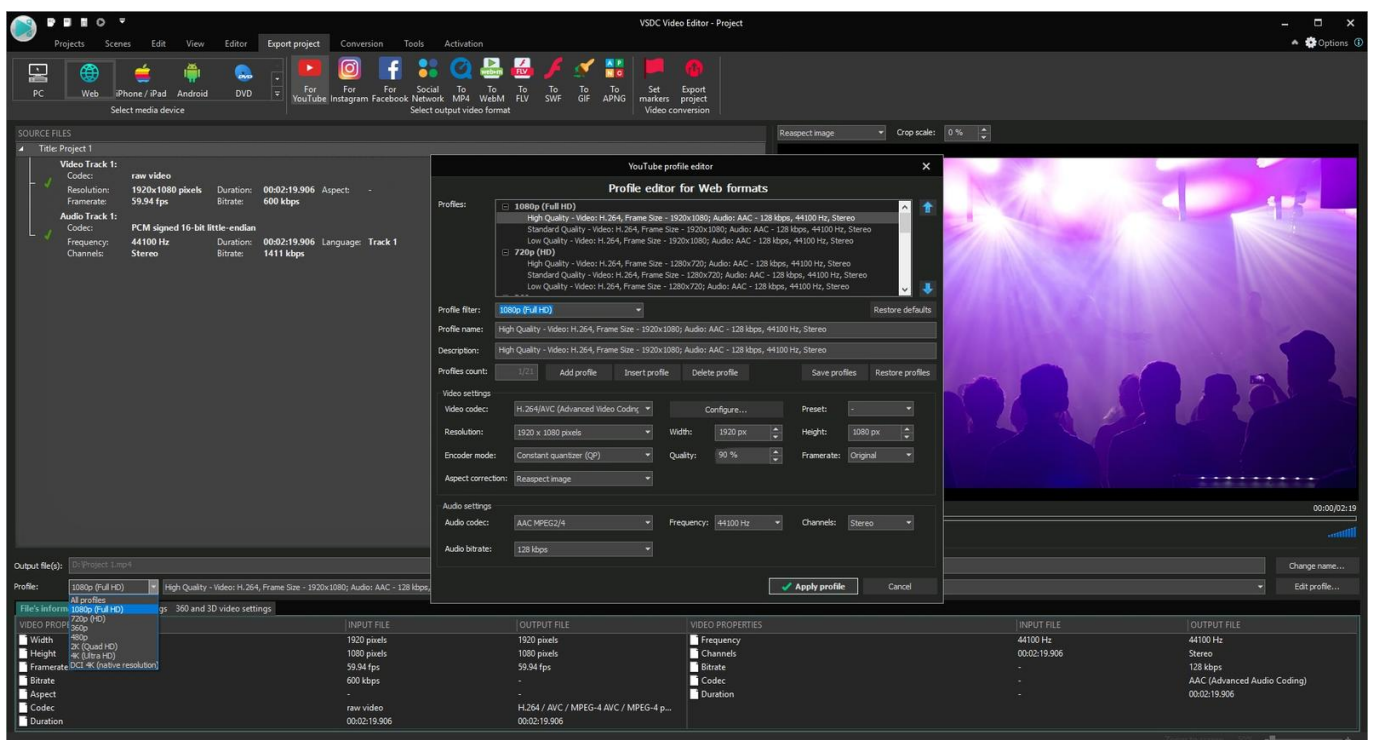 VSDC Video Editor - Project
Projects Scenes Edit View Editor Export project Conversion Tools Activation
Options
PC Web iPhone / iPad Android DVD
For YouTube For Instagram For Facebook Social Network To MP4 To WebM To FLV To SWF To GIF To APNG Set markers Export project
Select media device Select output video format Video conversion
SOURCE FILES
Reaspect image Crop scale: 0 %
Title: Project 1
Video Track 1:
Codec: raw video
Resolution: 1920x1080 pixels Duration: 00:02:19.906 Aspect: -
Framerate: 59.94 fps Bitrate: 600 kbps
Audio Track 1:
Codec: PCM signed 16-bit little-endian
Frequency: 44100 Hz Duration: 00:02:19.906 Language: Track 1
Channels: Stereo Bitrate: 1411 kbps
YouTube profile editor
Profile editor for Web formats
Profiles:
1080p (Full HD)
High Quality - Video: H.264, Frame Size - 1920x1080; Audio: AAC - 128 kbps, 44100 Hz, Stereo
Standard Quality - Video: H.264, Frame Size - 1920x1080; Audio: AAC - 128 kbps, 44100 Hz, Stereo
Low Quality - Video: H.264, Frame Size - 1920x1080; Audio: AAC - 128 kbps, 44100 Hz, Stereo
720p (HD)
High Quality - Video: H.264, Frame Size - 1280x720; Audio: AAC - 128 kbps, 44100 Hz, Stereo
Standard Quality - Video: H.264, Frame Size - 1280x720; Audio: AAC - 128 kbps, 44100 Hz, Stereo
Low Quality - Video: H.264, Frame Size - 1280x720; Audio: AAC - 128 kbps, 44100 Hz, Stereo
Profile filter: 1080p (Full HD) Restore defaults
Profile name: High Quality - Video: H.264, Frame Size - 1920x1080; Audio: AAC - 128 kbps, 44100 Hz, Stereo
Description: High Quality - Video: H.264, Frame Size - 1920x1080; Audio: AAC - 128 kbps, 44100 Hz, Stereo
Profiles count: 1/21 Add profile Insert profile Delete profile Save profiles Restore profiles
Video settings
Video codec: H.264/AVC (Advanced Video Coding Configure... Preset: -
Resolution: 1920 x 1080 pixels Width: 1920 px Height: 1080 px
Encoder mode: Constant quantizer (QP) Quality: 90 % Framerate: Original
Aspect correction: Reaspect image
Audio settings
Audio codec: AAC MPEG2/4 Frequency: 44100 Hz Channels: Stereo
Audio bitrate: 128 kbps
Apply profile Cancel
00:00/02:19
Output file(s): D:\Project 1.mp4 Change name...
Profile: 1080p (Full HD) High Quality - Video: H.264, Frame Size - 1920x1080; Audio: AAC - 128 kbps, Edit profile...
All profiles
1080p (Full HD)
720p (HD)
360p
480p
2K (Quad HD)
4K (Ultra HD)
DCI 4K (native resolution)
File's inform gs 360 and 3D video settings
VIDEO PROPE INPUT FILE OUTPUT FILE VIDEO PROPERTIES INPUT FILE OUTPUT FILE
Width 1920 pixels 1920 pixels Frequency 44100 Hz 44100 Hz
Height 1080 pixels 1080 pixels Channels 00:02:19.906 Stereo
Framerate 59.94 fps 59.94 fps Bitrate - 128 kbps
Bitrate 600 kbps - Codec - AAC (Advanced Audio Coding)
Aspect - - Duration - 00:02:19.906
Codec raw video H.264 / AVC / MPEG-4 AVC / MPEG-4 p...
Duration 00:02:19.906 00:02:19.906